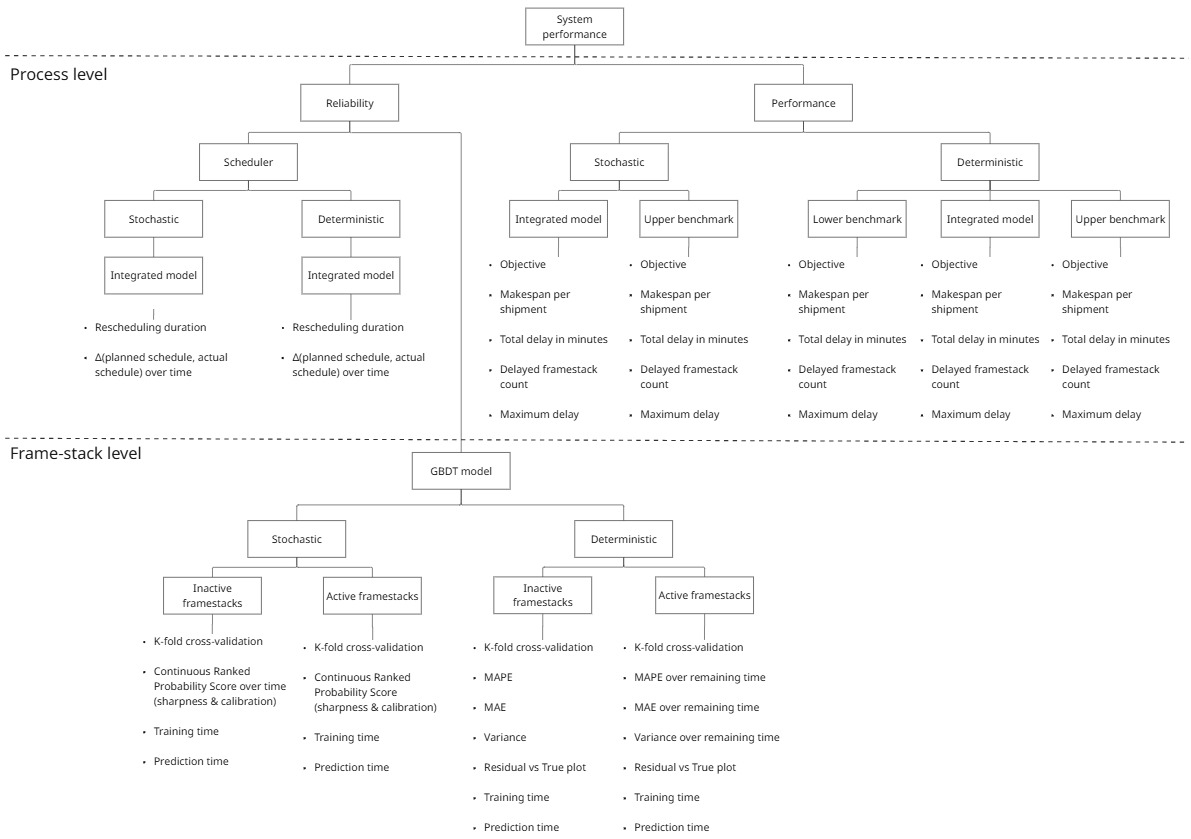 System
performance
Process level
Reliability
Performance
Scheduler
Stochastic
Deterministic
Stochastic
Deterministic
Integrated model
Upper benchmark
Lower benchmark
Integrated model
Upper benchmark
Integrated model
Integrated model
• Rescheduling duration
• Δ(planned schedule, actual
schedule) over time
• Rescheduling duration
• Δ(planned schedule, actual
schedule) over time
• Objective
• Makespan per
shipment
• Total delay in minutes
• Delayed framestack
count
• Maximum delay
• Objective
• Makespan per
shipment
• Total delay in minutes
• Delayed framestack
count
• Maximum delay
• Objective
• Makespan per
shipment
• Total delay in minutes
• Delayed framestack
count
• Maximum delay
• Objective
• Makespan per
shipment
• Total delay in minutes
• Delayed framestack
count
• Maximum delay
• Objective
• Makespan per
shipment
• Total delay in minutes
• Delayed framestack
count
• Maximum delay
Frame-stack level
GBDT model
Stochastic
Deterministic
Inactive
framestacks
Active framestacks
Inactive
framestacks
Active framestacks
• K-fold cross-validation
• Continuous Ranked
Probability Score over time
(sharpness & calibration)
• Training time
• Prediction time
• K-fold cross-validation
• Continuous Ranked
Probability Score
(sharpness & calibration)
• Training time
• Prediction time
• K-fold cross-validation
• MAPE
• MAE
• Variance
• Residual vs True plot
• Training time
• Prediction time
• K-fold cross-validation
• MAPE over remaining time
• MAE over remaining time
• Variance over remaining time
• Residual vs True plot
• Training time
• Prediction time